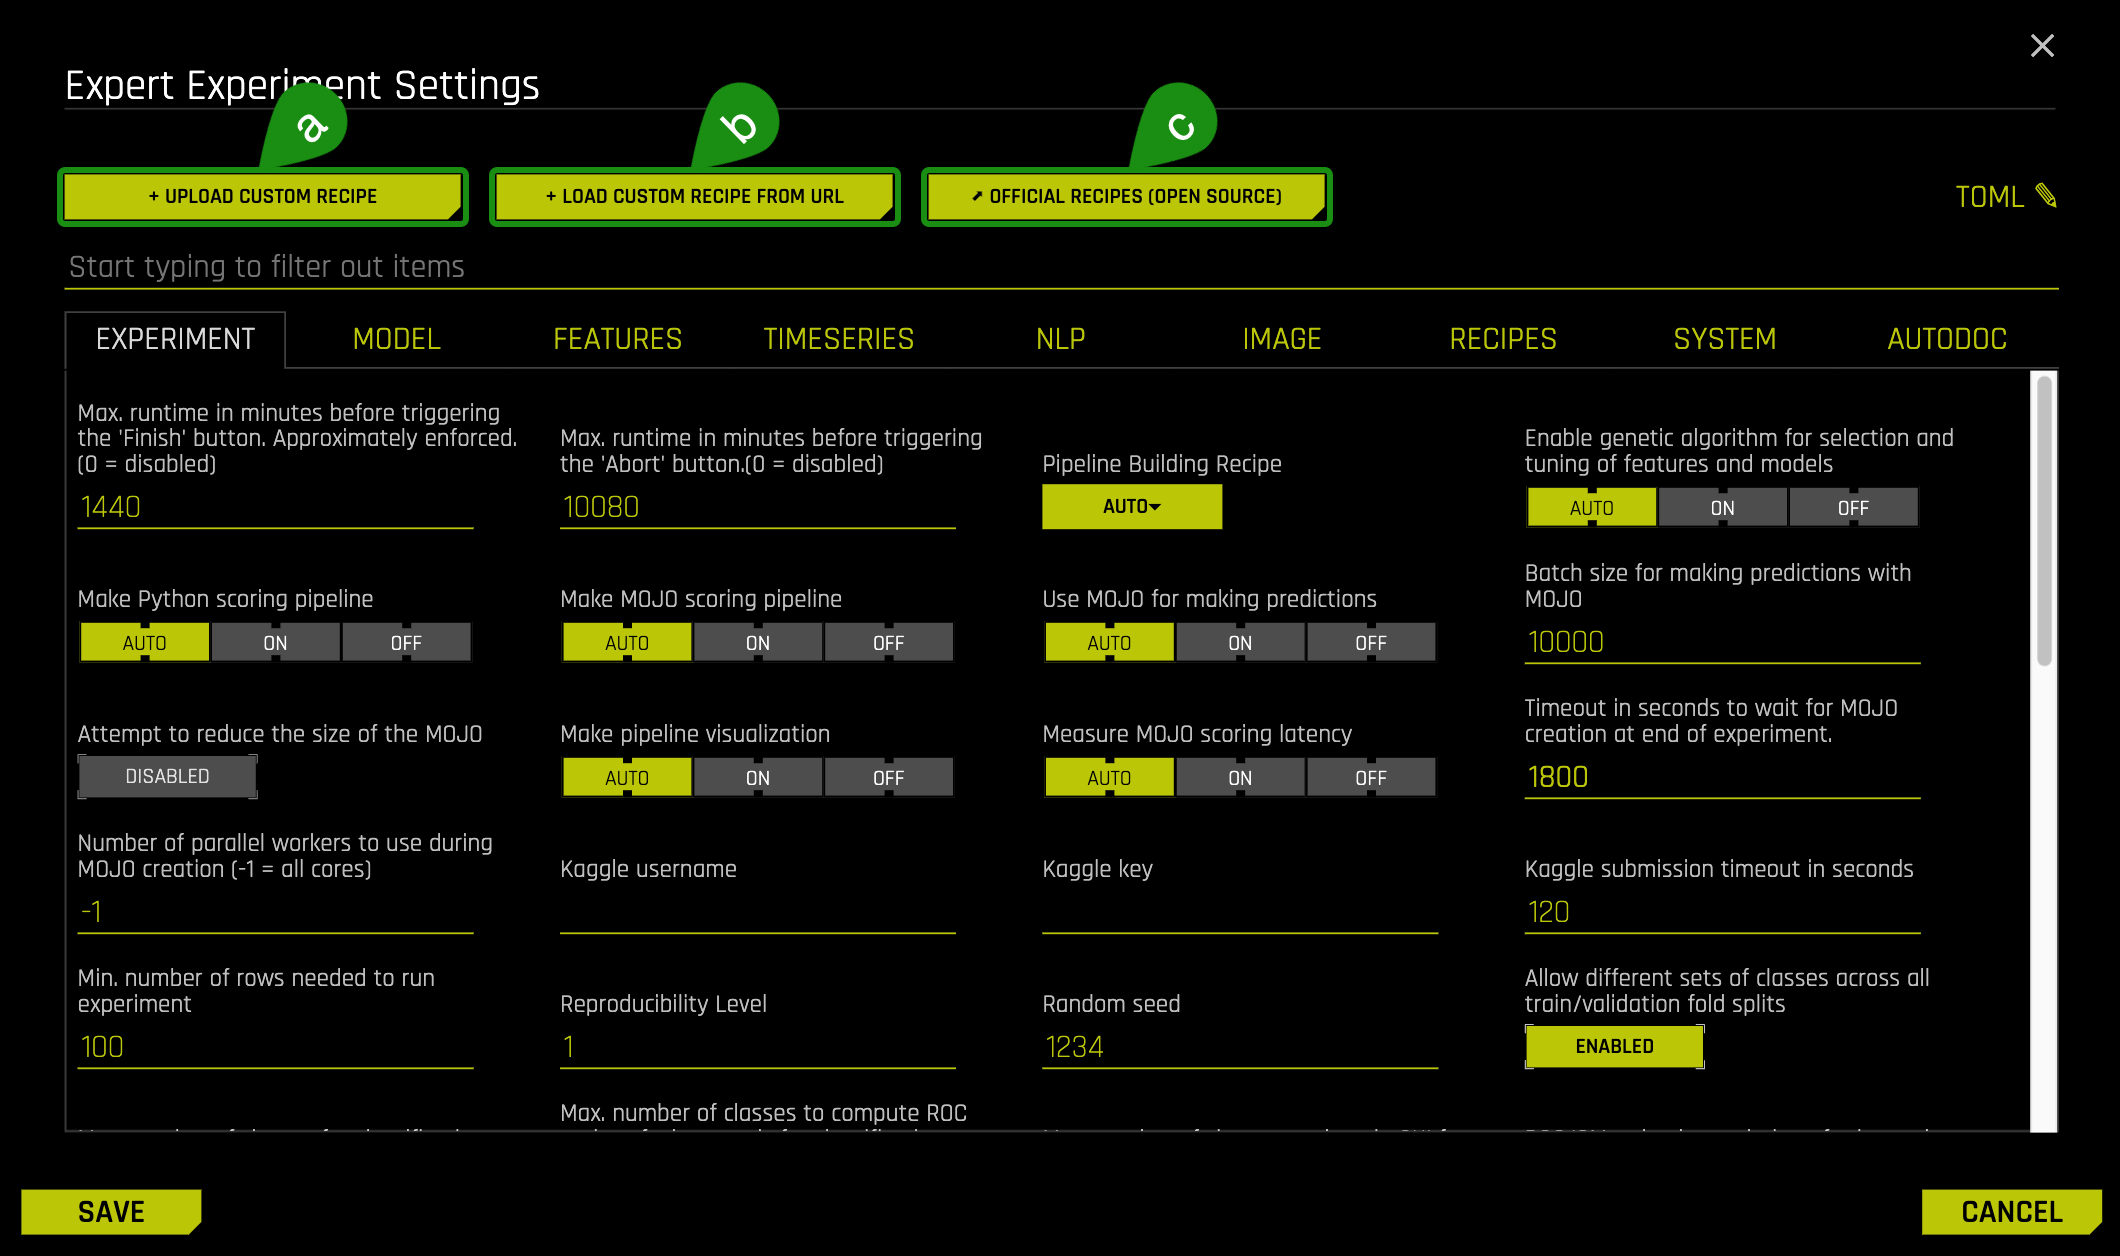 Expert Experiment Settings
a
b
c
+ UPLOAD CUSTOM RECIPE
+ LOAD CUSTOM RECIPE FROM URL
OFFICIAL RECIPES (OPEN SOURCE)
TOML
Start typing to filter out items
EXPERIMENT
MODEL
FEATURES
TIMESERIES
NLP
IMAGE
RECIPES
SYSTEM
AUTODOC
Max. runtime in minutes before triggering
the 'Finish' button. Approximately enforced.
(0 = disabled)
1440
Max. runtime in minutes before triggering
the 'Abort' button.(0 = disabled)
10080
Pipeline Building Recipe
AUTO
Enable genetic algorithm for selection and
tuning of features and models
AUTO ON OFF
Make Python scoring pipeline
AUTO ON OFF
Make MOJO scoring pipeline
AUTO ON OFF
Use MOJO for making predictions
AUTO ON OFF
Batch size for making predictions with
MOJO
10000
Attempt to reduce the size of the MOJO
DISABLED
Make pipeline visualization
AUTO ON OFF
Measure MOJO scoring latency
AUTO ON OFF
Timeout in seconds to wait for MOJO
creation at end of experiment.
1800
Number of parallel workers to use during
MOJO creation (-1 = all cores)
-1
Kaggle username
Kaggle key
Kaggle submission timeout in seconds
120
Min. number of rows needed to run
experiment
100
Reproducibility Level
1
Random seed
1234
Allow different sets of classes across all
train/validation fold splits
ENABLED
Max. number of classes to compute ROC
SAVE
CANCEL